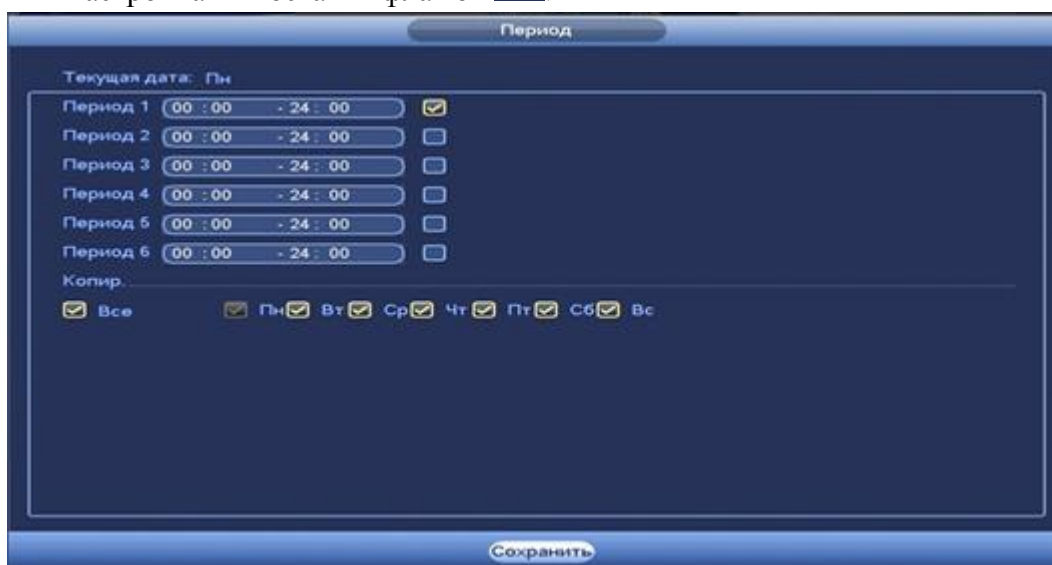 Период
Текущая дата: Пн
Период 1 00 : 00 - 24 : 00
Период 2 00 : 00 - 24 : 00
Период 3 00 : 00 - 24 : 00
Период 4 00 : 00 - 24 : 00
Период 5 00 : 00 - 24 : 00
Период 6 00 : 00 - 24 : 00
Копир.
Все Пн Вт Ср Чт Пт Сб Вс
Сохранить